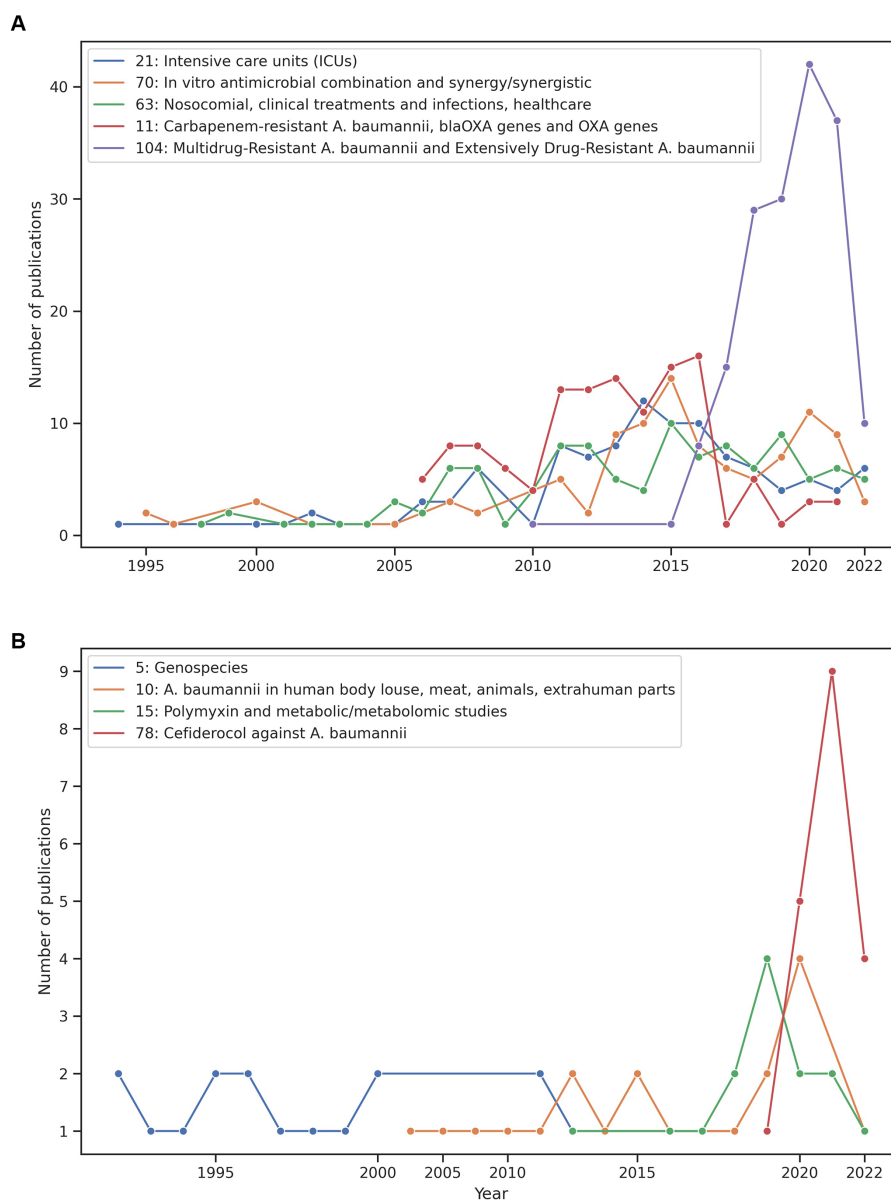 A
21: Intensive care units (ICUs)
70: In vitro antimicrobial combination and synergy/synergistic
63: Nosocomial, clinical treatments and infections, healthcare
11: Carbapenem-resistant A. baumannii, blaOXA genes and OXA genes
104: Multidrug-Resistant A. baumannii and Extensively Drug-Resistant A. baumannii
Number of publications
40
30
20
10
0
1995 2000 2005 2010 2015 2020 2022
B
5: Genospecies
10: A. baumannii in human body louse, meat, animals, extrahuman parts
15: Polymyxin and metabolic/metabolomic studies
78: Cefiderocol against A. baumannii
Number of publications
9
8
7
6
5
4
3
2
1
1995 2000 2005 2010 2015 2020 2022
Year